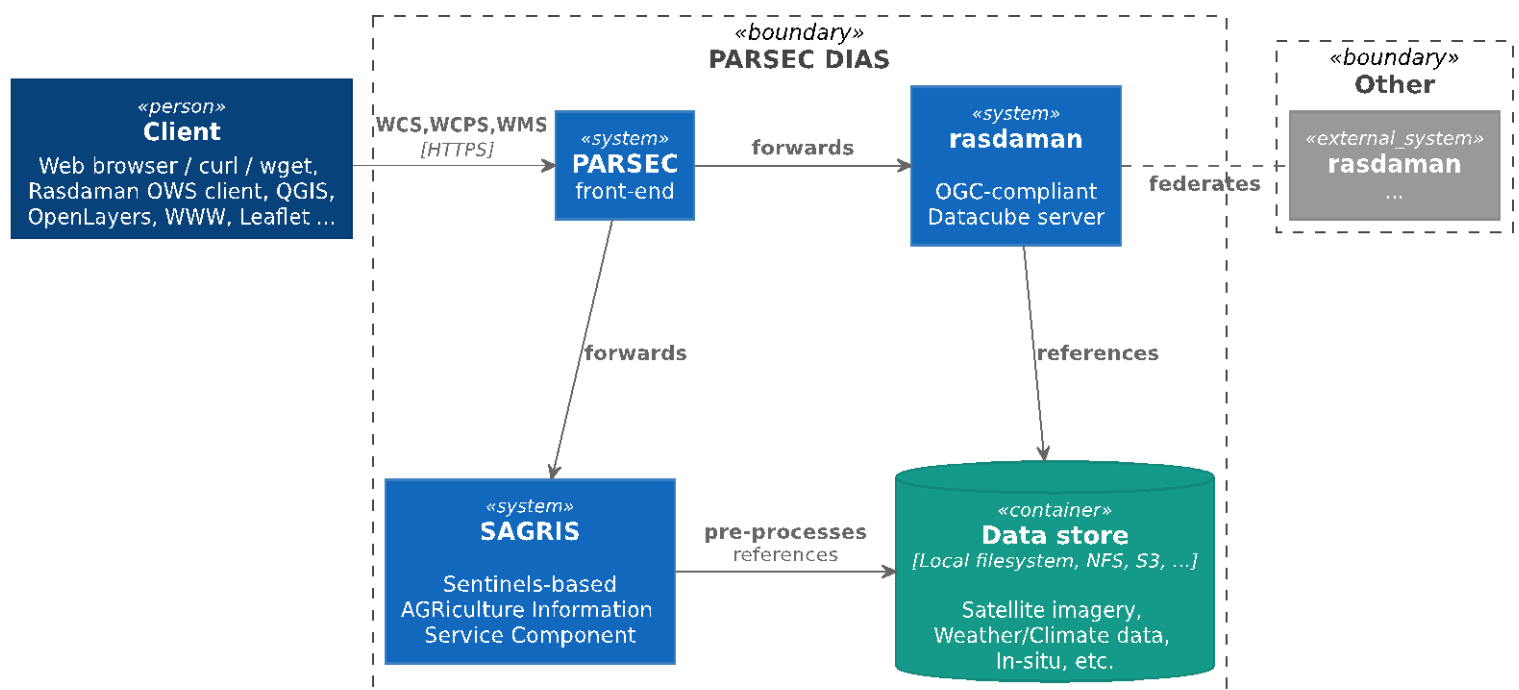 «boundary»
PARSEC DIAS
«boundary»
Other
«person»
Client
Web browser / curl / wget,
Rasdaman OWS client, QGIS,
OpenLayers, WWW, Leaflet ...
WCS,WCPS,WMS
[HTTPS]
«system»
PARSEC
front-end
forwards
«system»
rasdaman
OGC-compliant
Datacube server
federates
«external_system»
rasdaman
...
forwards
references
«system»
SAGRIS
Sentinels-based
AGRiculture Information
Service Component
pre-processes
references
«container»
Data store
[Local filesystem, NFS, S3, ...]
Satellite imagery,
Weather/Climate data,
In-situ, etc.